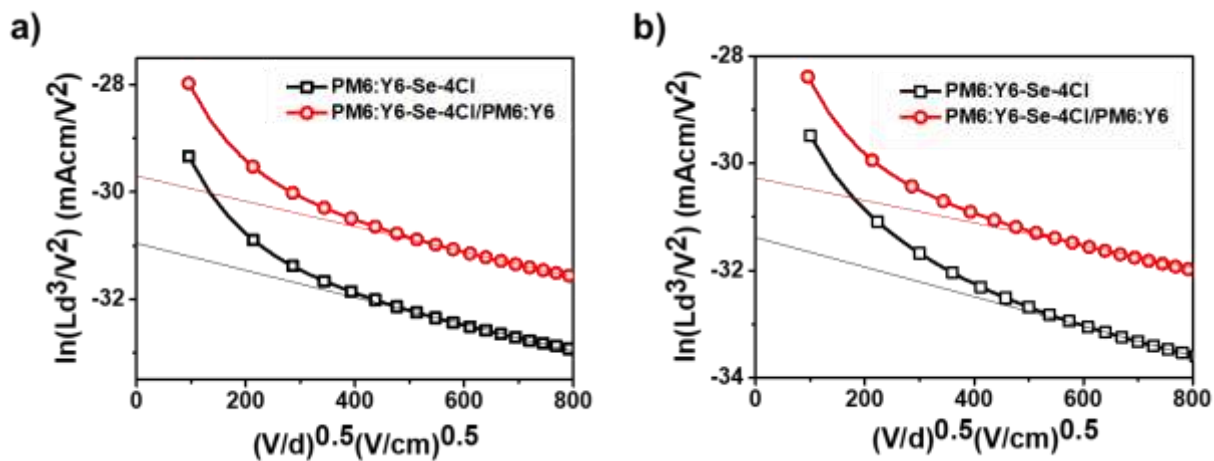 a)
ln(Ld³/V²) (mAcm/V²)
-28
-30
-32
PM6:Y6-Se-4Cl
PM6:Y6-Se-4Cl/PM6:Y6
0 200 400 600 800
(V/d)⁰·⁵(V/cm)⁰·⁵
b)
ln(Ld³/V²) (mAcm/V²)
-28
-30
-32
-34
PM6:Y6-Se-4Cl
PM6:Y6-Se-4Cl/PM6:Y6
0 200 400 600 800
(V/d)⁰·⁵(V/cm)⁰·⁵